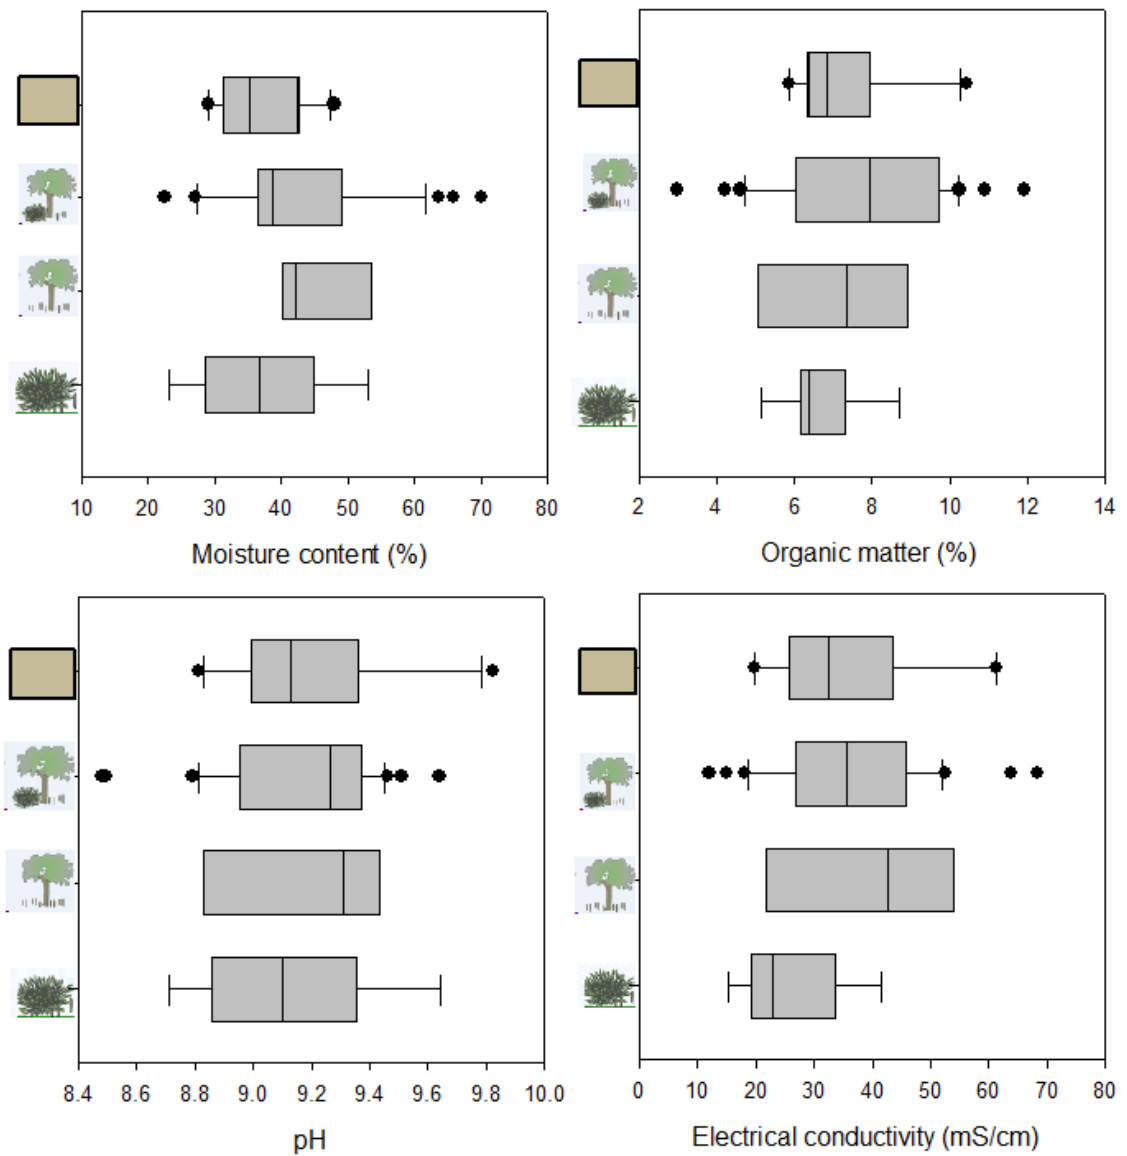 10 20 30 40 50 60 70 80
Moisture content (%)
2 4 6 8 10 12 14
Organic matter (%)
8.4 8.6 8.8 9.0 9.2 9.4 9.6 9.8 10.0
pH
0 10 20 30 40 50 60 70 80
Electrical conductivity (mS/cm)